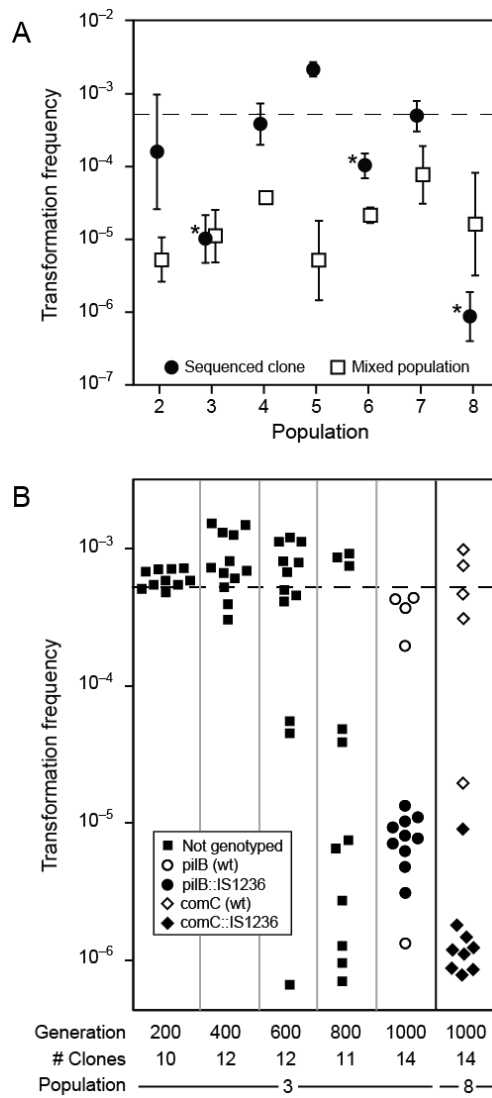 A
Transformation frequency
10⁻²
10⁻³
10⁻⁴
10⁻⁵
10⁻⁶
10⁻⁷
*
*
*
Sequenced clone Mixed population
2 3 4 5 6 7 8
Population
B
Transformation frequency
10⁻³
10⁻⁴
10⁻⁵
10⁻⁶
Not genotyped
pilB (wt)
pilB::IS1236
comC (wt)
comC::IS1236
Generation 200 400 600 800 1000 1000
# Clones 10 12 12 11 14 14
Population 3 8